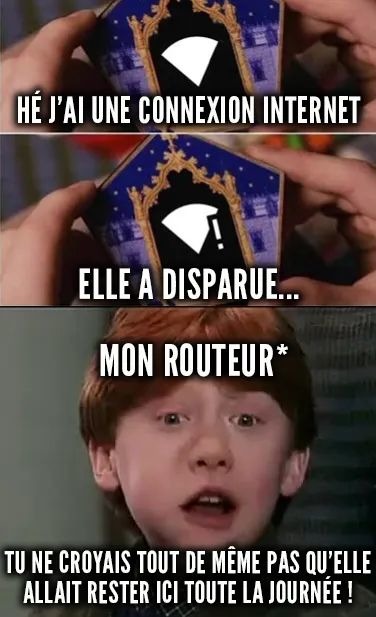 HÉ J'AI UNE CONNEXION INTERNET
!
ELLE A DISPARUE...
MON ROUTEUR*
TU NE CROYAIS TOUT DE MÊME PAS QU'ELLE
ALLAIT RESTER ICI TOUTE LA JOURNÉE !